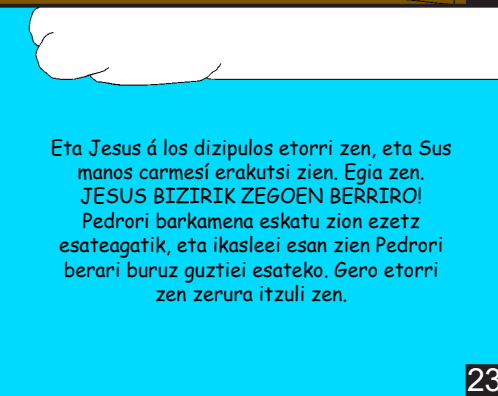 Eta Jesus á los dizipulos etorri zen, eta Sus
manos carmesí erakutsi zien. Egia zen.
JESUS BIZIRIK ZEGOEN BERRIRO!
Pedrori barkamena eskatu zion ezetz
esateagatik, eta ikasleei esan zien Pedrori
berari buruz guztiei esateko. Gero etorri
zen zerura itzuli zen.
23